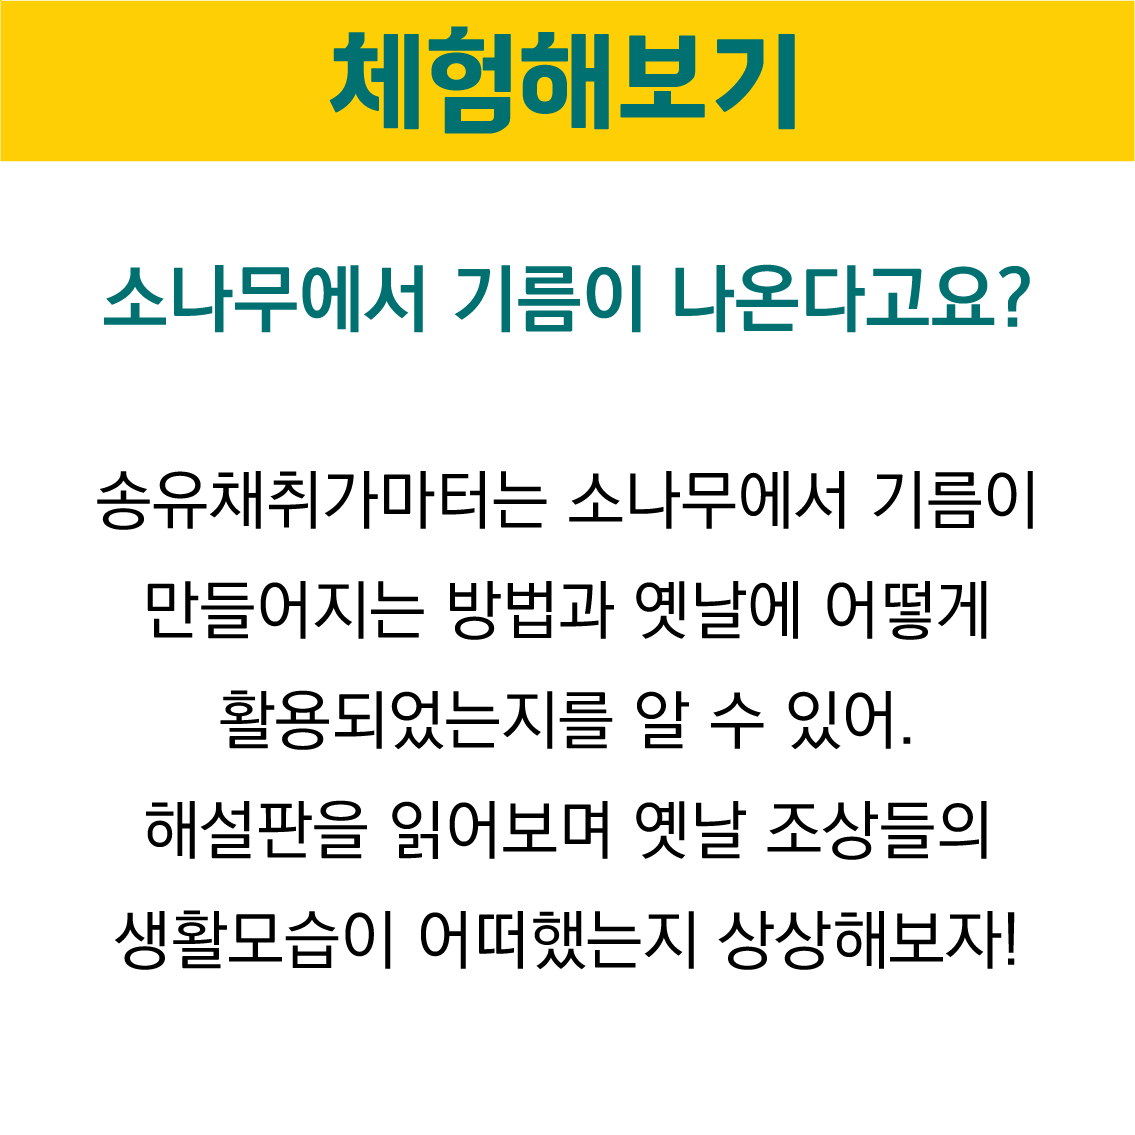 체험해보기
소나무에서 기름이 나온다고요?
송유채취가마터는 소나무에서 기름이
만들어지는 방법과 옛날에 어떻게
활용되었는지를 알 수 있어.
해설판을 읽어보며 옛날 조상들의
생활모습이 어떠했는지 상상해보자!